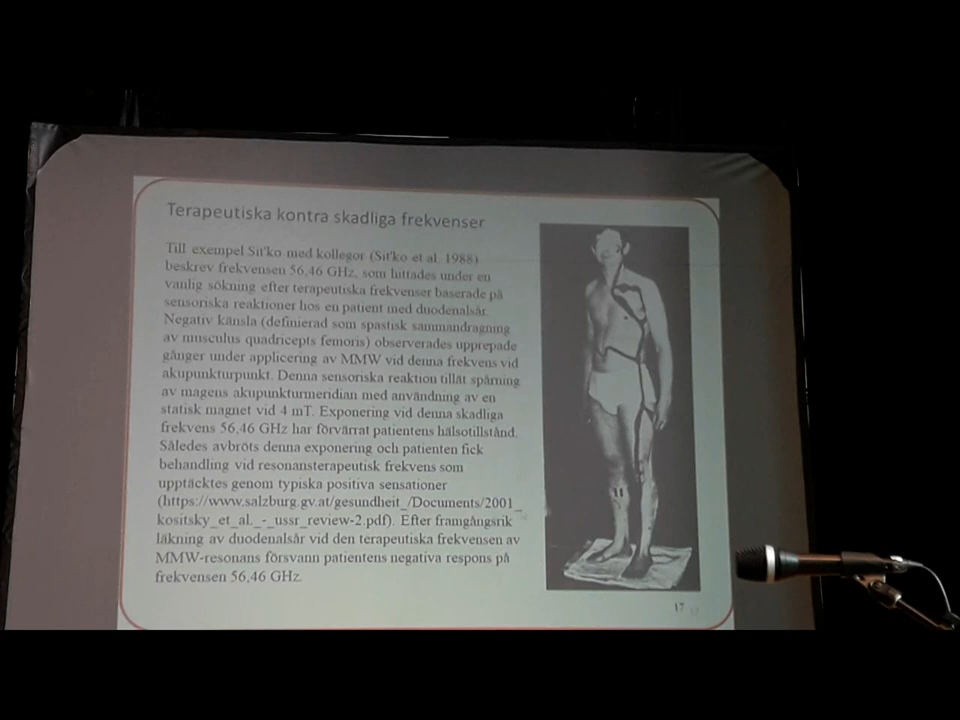 Terapeutiska kontra skadliga frekvenser
Till exempel Sit'ko med kollegor (Sit'ko et al. 1988)
beskrev frekvensen 56,46 GHz, som hittades under en
vanlig sökning efter terapeutiska frekvenser baserade på
sensoriska reaktioner hos en patient med duodenalsår.
Negativ känsla (definierad som spastisk sammandragning
av musculus quadricepts femoris) observerades upprepade
gånger under applicering av MMW vid denna frekvens vid
akupunkturpunkt. Denna sensoriska reaktion tillät spårning
av magens akupunkturmeridian med användning av en
statisk magnet vid 4 mT. Exponering vid denna skadliga
frekvens 56,46 GHz har förvärrat patientens hälsotillstånd.
Således avbröts denna exponering och patienten fick
behandling vid resonansterapeutisk frekvens som
upptäcktes genom typiska positiva sensationer
(https://www.salzburg.gv.at/gesundheit_/Documents/2001_
kositsky_et_al._-_ussr_review-2.pdf). Efter framgångsrik
läkning av duodenalsår vid den terapeutiska frekvensen av
MMW-resonans försvann patientens negativa respons på
frekvensen 56,46 GHz.
17